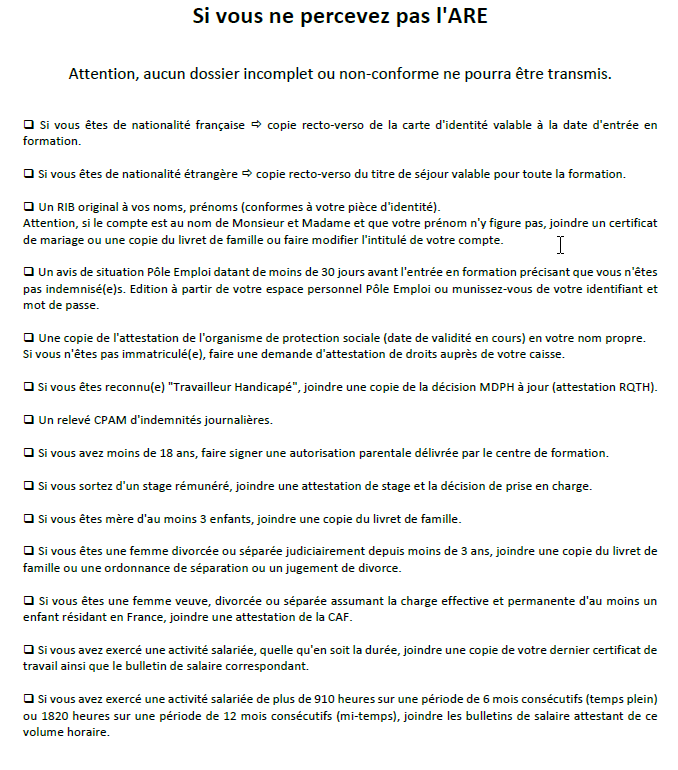 Si vous ne percevez pas l'ARE
Attention, aucun dossier incomplet ou non-conforme ne pourra être transmis.
❑ Si vous êtes de nationalité française ⇨ copie recto-verso de la carte d'identité valable à la date d'entrée en
formation.
❑ Si vous êtes de nationalité étrangère ⇨ copie recto-verso du titre de séjour valable pour toute la formation.
❑ Un RIB original à vos noms, prénoms (conformes à votre pièce d'identité).
Attention, si le compte est au nom de Monsieur et Madame et que votre prénom n'y figure pas, joindre un certificat
de mariage ou une copie du livret de famille ou faire modifier l'intitulé de votre compte.
❑ Un avis de situation Pôle Emploi datant de moins de 30 jours avant l'entrée en formation précisant que vous n'êtes
pas indemnisé(e)s. Edition à partir de votre espace personnel Pôle Emploi ou munissez-vous de votre identifiant et
mot de passe.
❑ Une copie de l'attestation de l'organisme de protection sociale (date de validité en cours) en votre nom propre.
Si vous n'êtes pas immatriculé(e), faire une demande d'attestation de droits auprès de votre caisse.
❑ Si vous êtes reconnu(e) "Travailleur Handicapé", joindre une copie de la décision MDPH à jour (attestation RQTH).
❑ Un relevé CPAM d'indemnités journalières.
❑ Si vous avez moins de 18 ans, faire signer une autorisation parentale délivrée par le centre de formation.
❑ Si vous sortez d'un stage rémunéré, joindre une attestation de stage et la décision de prise en charge.
❑ Si vous êtes mère d'au moins 3 enfants, joindre une copie du livret de famille.
❑ Si vous êtes une femme divorcée ou séparée judiciairement depuis moins de 3 ans, joindre une copie du livret de
famille ou une ordonnance de séparation ou un jugement de divorce.
❑ Si vous êtes une femme veuve, divorcée ou séparée assumant la charge effective et permanente d'au moins un
enfant résidant en France, joindre une attestation de la CAF.
❑ Si vous avez exercé une activité salariée, quelle qu'en soit la durée, joindre une copie de votre dernier certificat de
travail ainsi que le bulletin de salaire correspondant.
❑ Si vous avez exercé une activité salariée de plus de 910 heures sur une période de 6 mois consécutifs (temps plein)
ou 1820 heures sur une période de 12 mois consécutifs (mi-temps), joindre les bulletins de salaire attestant de ce
volume horaire.